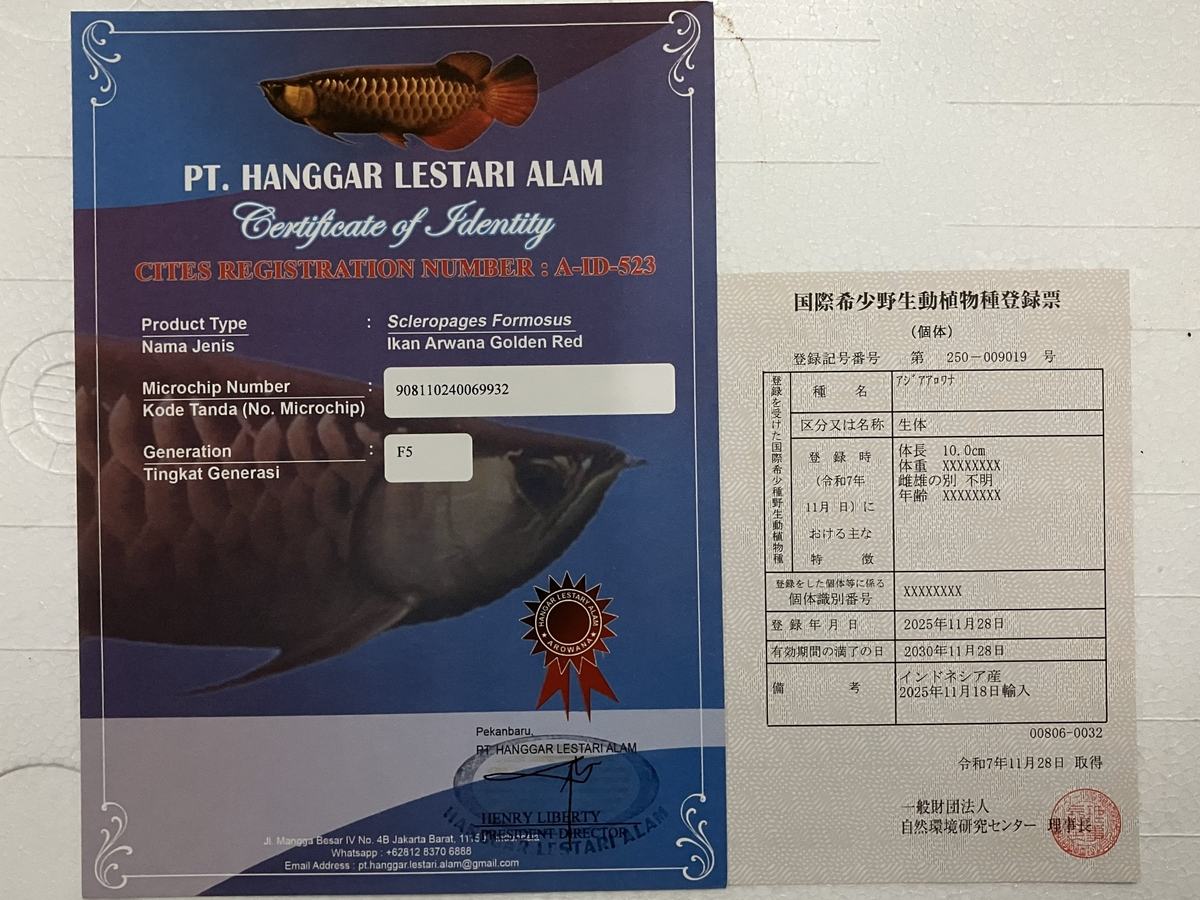 PT. HANGGAR LESTARI ALAM
Certificate of Identity
CITES REGISTRATION NUMBER : A-ID-523
Product Type : Scleropages Formosus
Nama Jenis Ikan Arwana Golden Red
Microchip Number : 908110240069932
Kode Tanda (No. Microchip)
Generation : F5
Tingkat Generasi
HANGGAR LESTARI ALAM
AROWANA
Pekanbaru,
PT. HANGGAR LESTARI ALAM
HENRY LIBERTY
PRESIDENT DIRECTOR
Jl. Mangga Besar IV No. 4B Jakarta Barat,
Whatsapp : +62812 8370 6888
Email Address : pt.hanggar.lestari.alam@gmail.com
国際希少野生動植物種登録票
(個体)
登録記号番号 第 250-009019 号
登録を受けた国際希少野生動植物種
種 名 アジアアロワナ
区分又は名称 生体
登 録 時
(令和7年
11月 日)に
おける主な
特 徴
体長 10.0cm
体重 XXXXXXXX
雌雄の別 不明
年齢 XXXXXXXX
登録をした個体等に係る
個体識別番号 XXXXXXXX
登録年月日 2025年11月28日
有効期間の満了の日 2030年11月28日
備 考 インドネシア産
2025年11月18日輸入
00806-0032
令和7年11月28日 取得
一般財団法人
自然環境研究センター 理事長